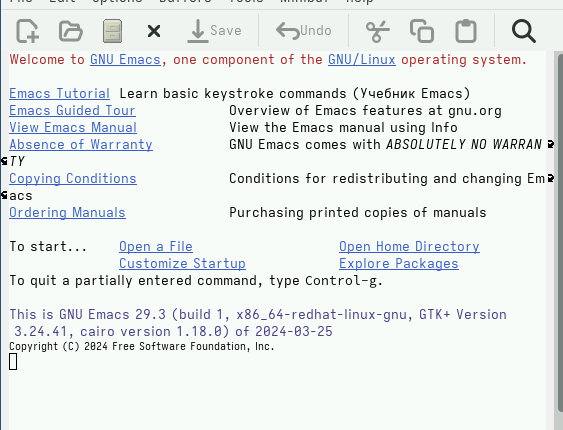 Save Undo
Welcome to GNU Emacs, one component of the GNU/Linux operating system.
Emacs Tutorial Learn basic keystroke commands (Учебник Emacs)
Emacs Guided Tour Overview of Emacs features at gnu.org
View Emacs Manual View the Emacs manual using Info
Absence of Warranty GNU Emacs comes with ABSOLUTELY NO WARRAN
TY
Copying Conditions Conditions for redistributing and changing Em
acs
Ordering Manuals Purchasing printed copies of manuals
To start... Open a File Open Home Directory
Customize Startup Explore Packages
To quit a partially entered command, type Control-g.
This is GNU Emacs 29.3 (build 1, x86_64-redhat-linux-gnu, GTK+ Version
3.24.41, cairo version 1.18.0) of 2024-03-25
Copyright (C) 2024 Free Software Foundation, Inc.